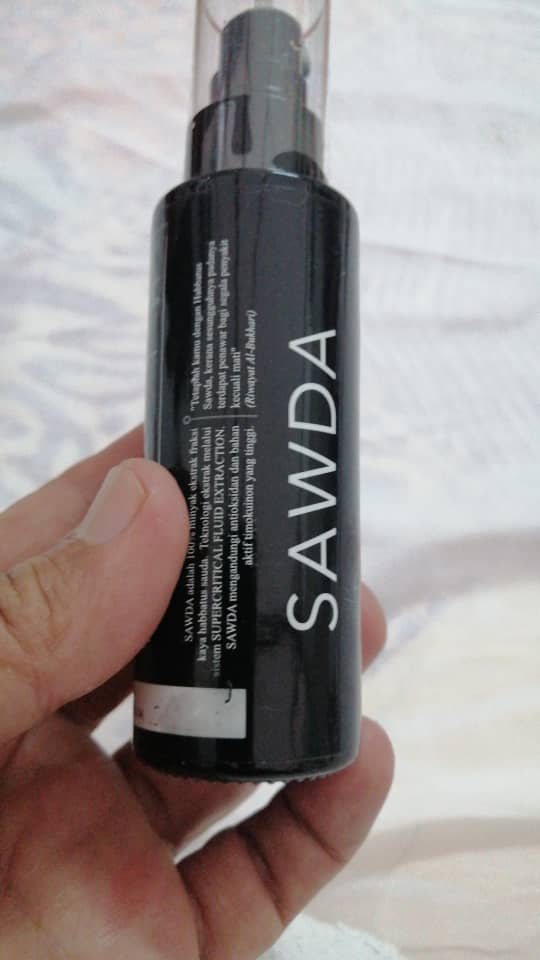 SAWDA
SAWDA adalah 100% minyak ekstrak fraksi
kaya habbatus sauda. Teknologi ekstrak melalui
sistem SUPERCRITICAL FLUID EXTRACTION.
SAWDA mengandungi antioksidan dan bahan
aktif timokuinon yang tinggi.
"Tetaplah kamu dengan Habbatus
Sawda, kerana sesungguhnya padanya
terdapat penawar bagi segala penyakit
kecuali mati"
(Riwayat Al-Bukhari)